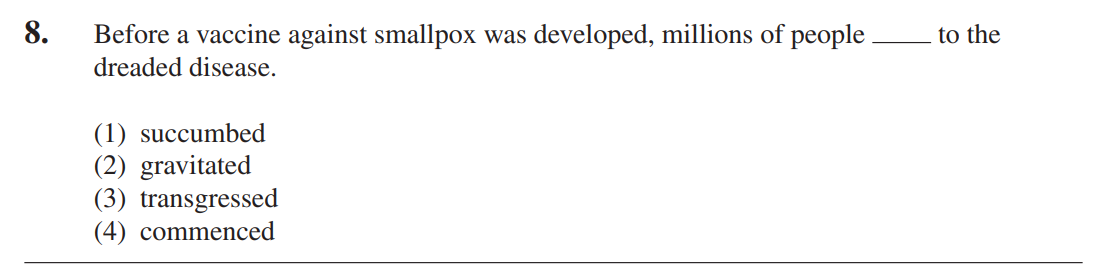 8. Before a vaccine against smallpox was developed, millions of people ____ to the
dreaded disease.
(1) succumbed
(2) gravitated
(3) transgressed
(4) commenced